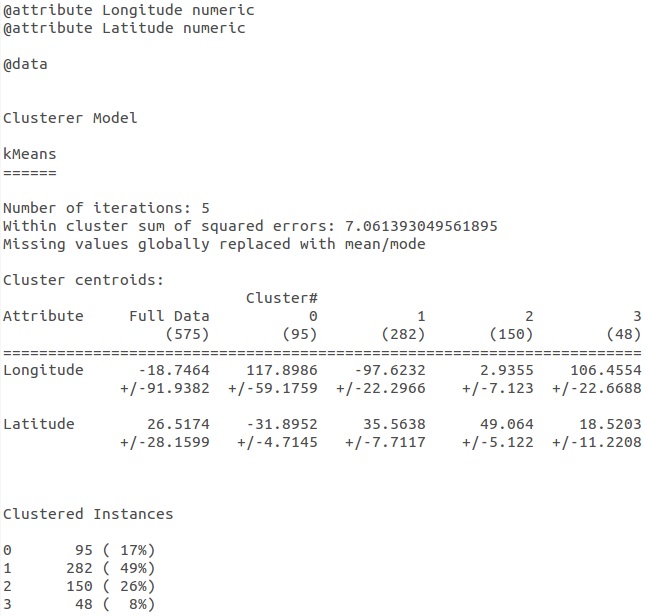 @attribute Longitude numeric
@attribute Latitude numeric
@data
Clusterer Model
kMeans
======
Number of iterations: 5
Within cluster sum of squared errors: 7.061393049561895
Missing values globally replaced with mean/mode
Cluster centroids:
Cluster#
Attribute Full Data 0 1 2 3
(575) (95) (282) (150) (48)
=======================================================================
Longitude -18.7464 117.8986 -97.6232 2.9355 106.4554
+/-91.9382 +/-59.1759 +/-22.2966 +/-7.123 +/-22.6688
Latitude 26.5174 -31.8952 35.5638 49.064 18.5203
+/-28.1599 +/-4.7145 +/-7.7117 +/-5.122 +/-11.2208
Clustered Instances
0 95 ( 17%)
1 282 ( 49%)
2 150 ( 26%)
3 48 ( 8%)